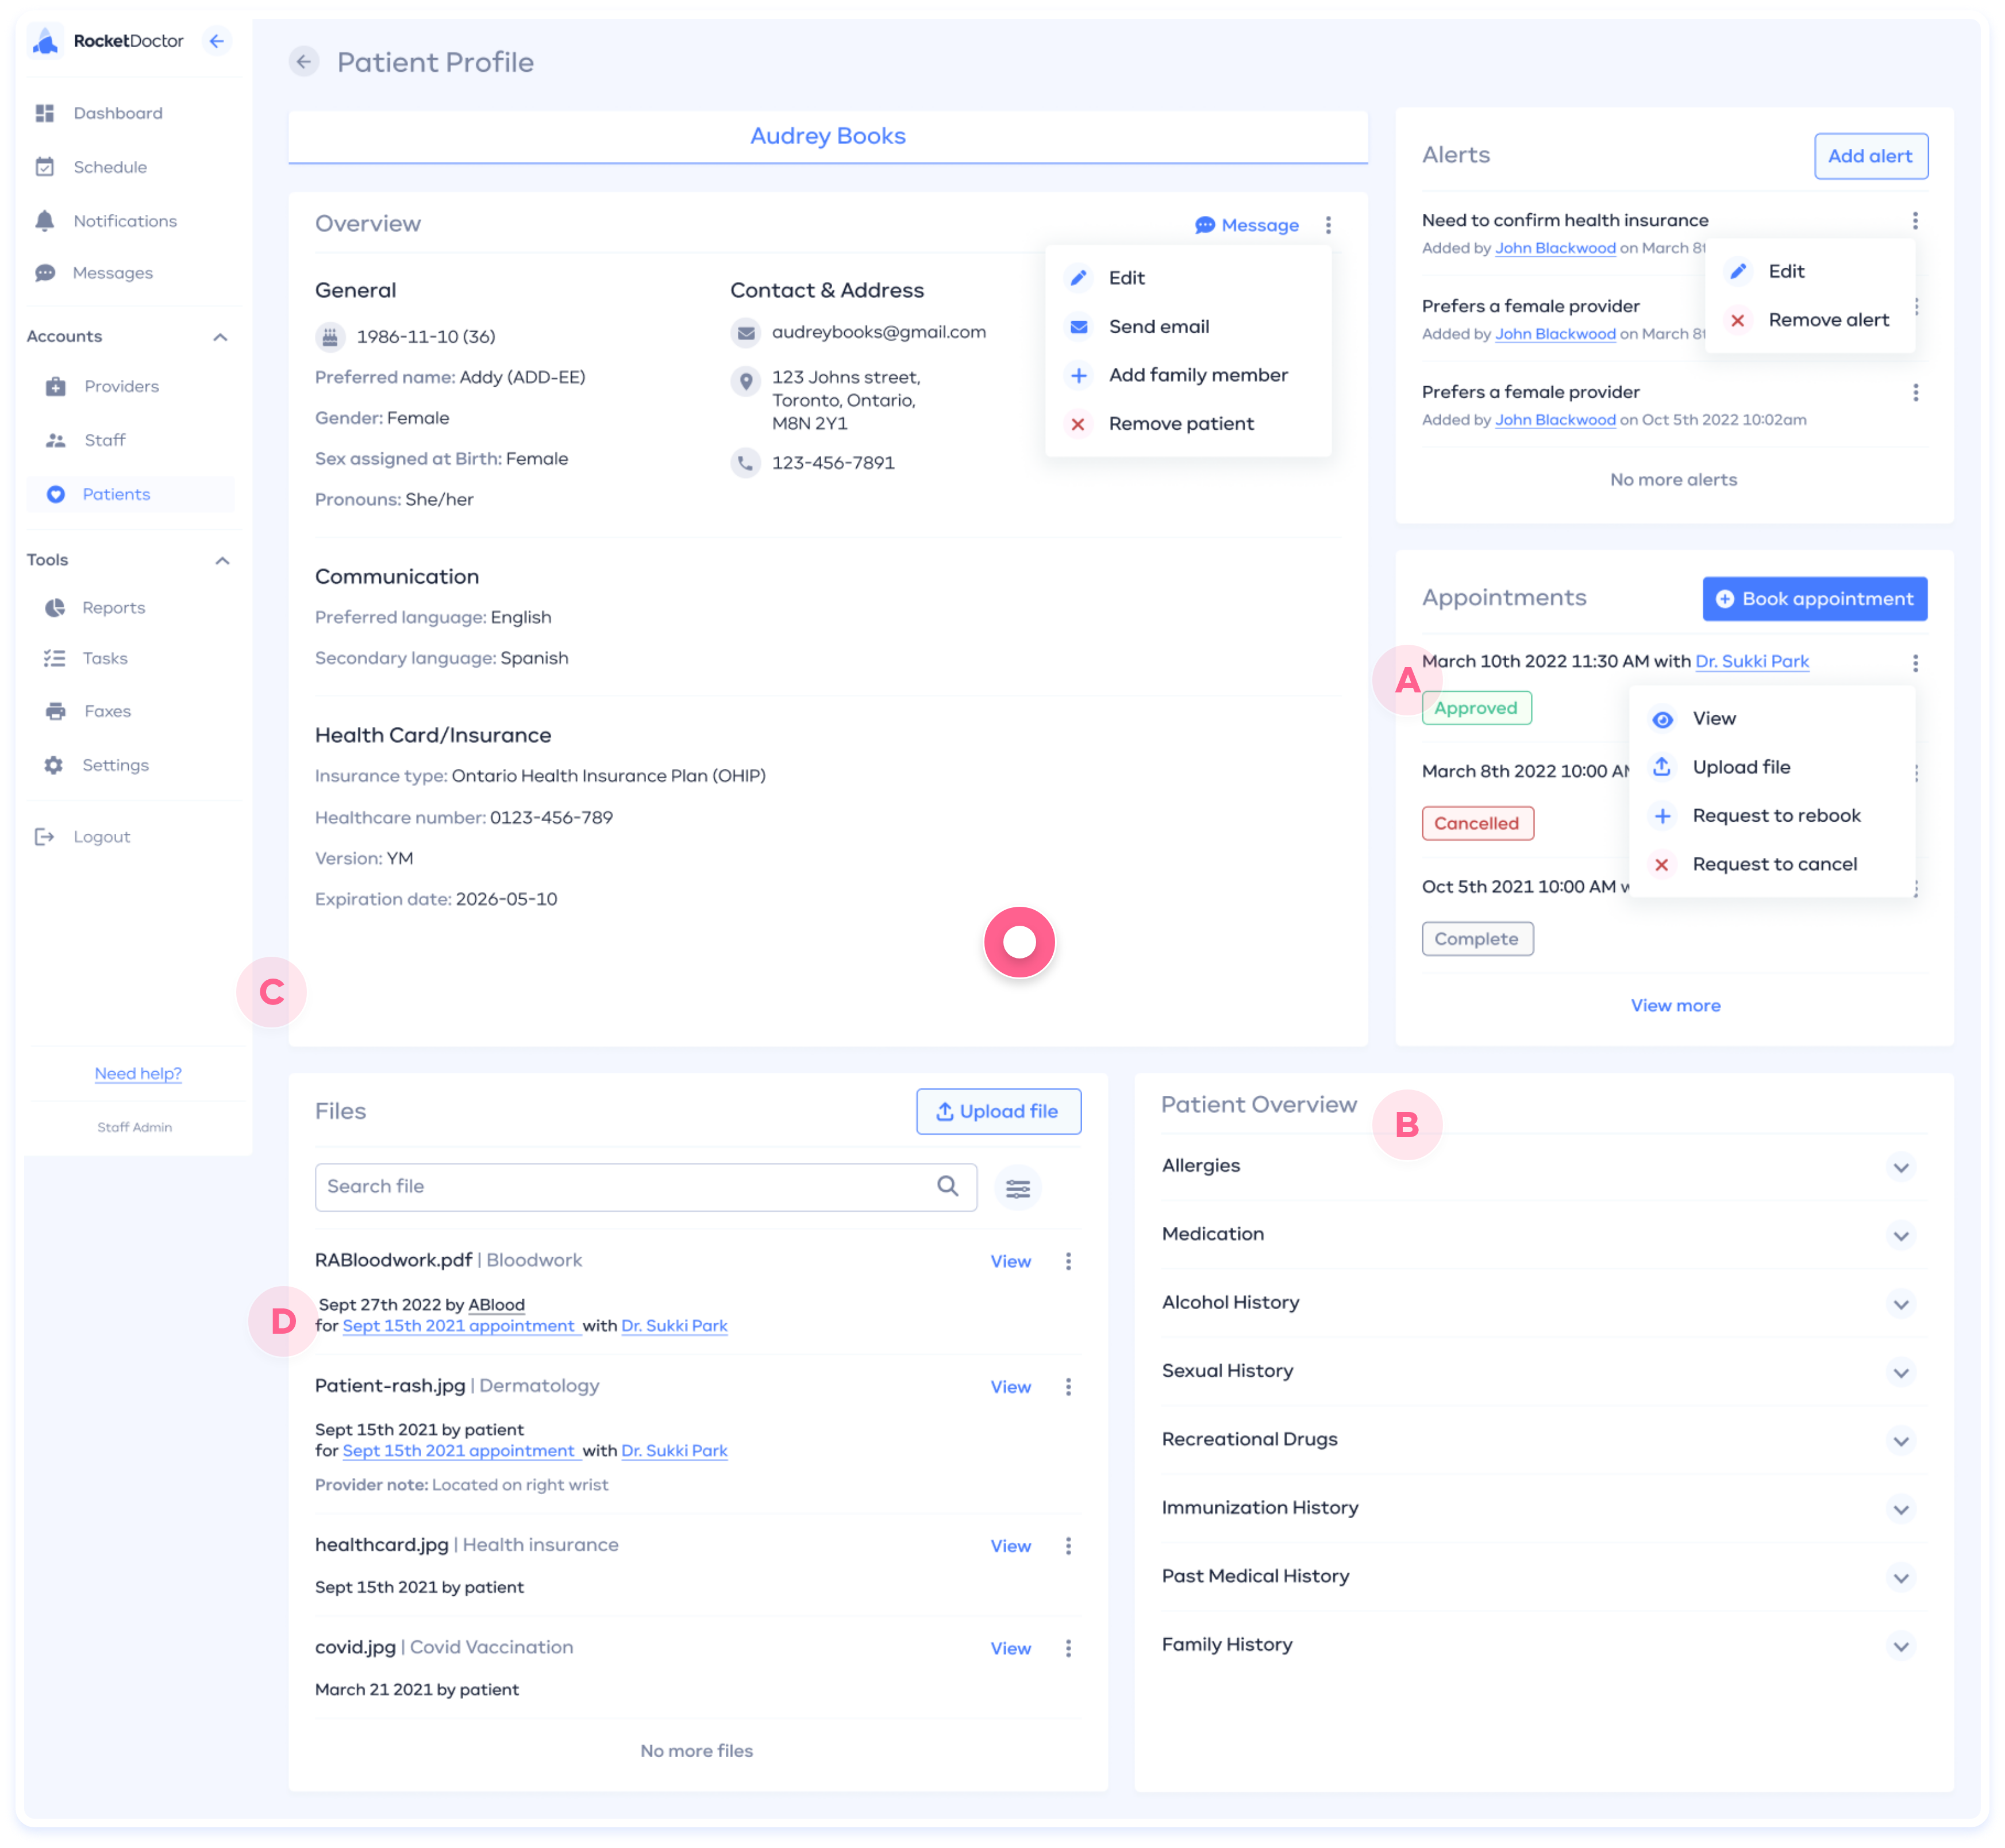 RocketDoctor
Dashboard
Schedule
Notifications
Messages
Accounts
Providers
Staff
Patients
Tools
Reports
Tasks
Faxes
Settings
Logout
Need help?
Staff Admin
Patient Profile
Audrey Books
Overview
Message
Edit
Send email
Add family member
Remove patient
General
1986-11-10 (36)
Preferred name: Addy (ADD-EE)
Gender: Female
Sex assigned at Birth: Female
Pronouns: She/her
Contact & Address
audreybooks@gmail.com
123 Johns street,
Toronto, Ontario,
M8N 2Y1
123-456-7891
Communication
Preferred language: English
Secondary language: Spanish
Health Card/Insurance
Insurance type: Ontario Health Insurance Plan (OHIP)
Healthcare number: 0123-456-789
Version: YM
Expiration date: 2026-05-10
C
Alerts
Add alert
Need to confirm health insurance
Added by John Blackwood on March
Edit
Remove alert
Prefers a female provider
Added by John Blackwood on March
Prefers a female provider
Added by John Blackwood on Oct 5th 2022 10:02am
No more alerts
Appointments
Book appointment
A
March 10th 2022 11:30 AM with Dr. Sukki Park
Approved
View
Upload file
Request to rebook
Request to cancel
March 8th 2022 10:00 AM
Cancelled
Oct 5th 2021 10:00 AM
Complete
View more
Files
Upload file
Search file
RABloodwork.pdf | Bloodwork
View
D
Sept 27th 2022 by ABlood
for Sept 15th 2021 appointment with Dr. Sukki Park
Patient-rash.jpg | Dermatology
View
Sept 15th 2021 by patient
for Sept 15th 2021 appointment with Dr. Sukki Park
Provider note: Located on right wrist
healthcard.jpg | Health insurance
View
Sept 15th 2021 by patient
covid.jpg | Covid Vaccination
View
March 21 2021 by patient
No more files
Patient Overview
B
Allergies
Medication
Alcohol History
Sexual History
Recreational Drugs
Immunization History
Past Medical History
Family History